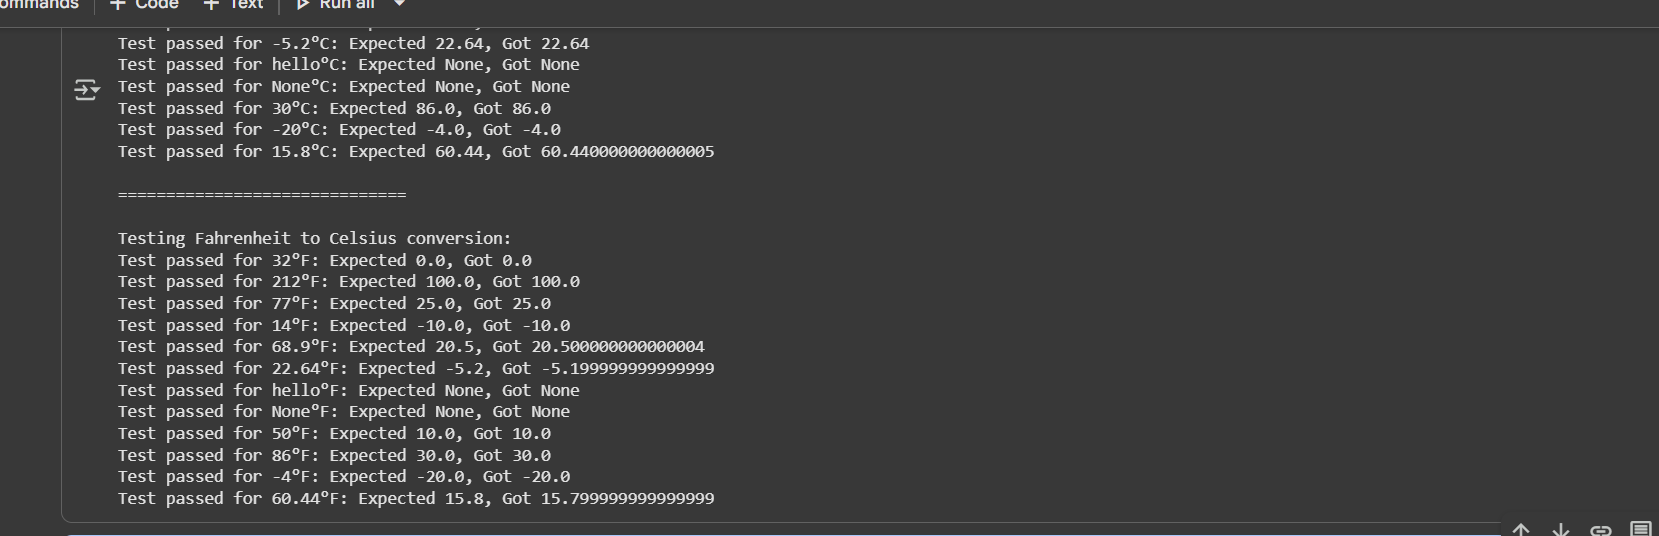 ommands + Code + Text Run all
Test passed for -5.2°C: Expected 22.64, Got 22.64
Test passed for hello°C: Expected None, Got None
Test passed for None°C: Expected None, Got None
Test passed for 30°C: Expected 86.0, Got 86.0
Test passed for -20°C: Expected -4.0, Got -4.0
Test passed for 15.8°C: Expected 60.44, Got 60.440000000000005
==============================
Testing Fahrenheit to Celsius conversion:
Test passed for 32°F: Expected 0.0, Got 0.0
Test passed for 212°F: Expected 100.0, Got 100.0
Test passed for 77°F: Expected 25.0, Got 25.0
Test passed for 14°F: Expected -10.0, Got -10.0
Test passed for 68.9°F: Expected 20.5, Got 20.500000000000004
Test passed for 22.64°F: Expected -5.2, Got -5.199999999999999
Test passed for hello°F: Expected None, Got None
Test passed for None°F: Expected None, Got None
Test passed for 50°F: Expected 10.0, Got 10.0
Test passed for 86°F: Expected 30.0, Got 30.0
Test passed for -4°F: Expected -20.0, Got -20.0
Test passed for 60.44°F: Expected 15.8, Got 15.799999999999999